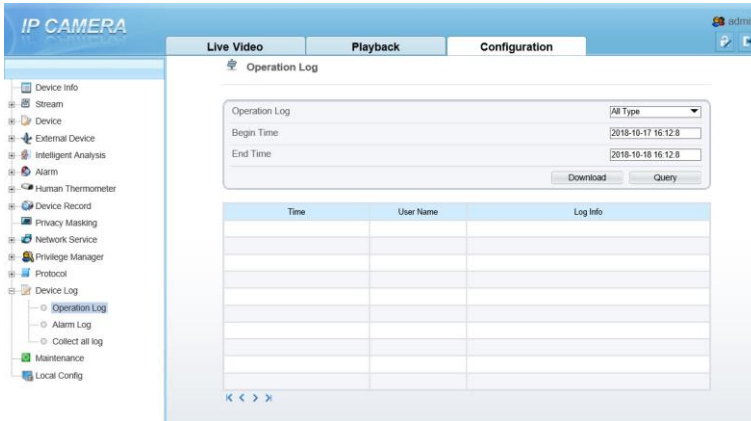 IP CAMERA
admi
Live Video
Playback
Configuration
Device Info
Stream
Device
External Device
Intelligent Analysis
Alarm
Human Thermometer
Device Record
Privacy Masking
Network Service
Privilege Manager
Protocol
Device Log
Operation Log
Alarm Log
Collect all log
Maintenance
Local Config
Operation Log
Operation Log All Type
Begin Time 2018-10-17 16:12:8
End Time 2018-10-18 16:12:8
Download Query
Time User Name Log Info